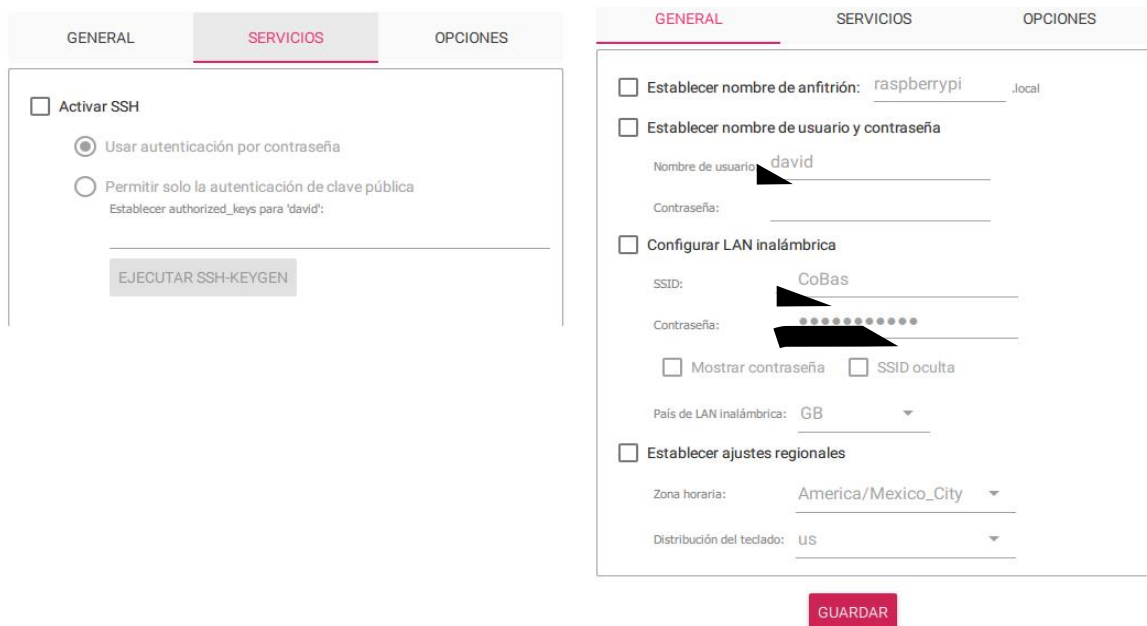 GENERAL SERVICIOS OPCIONES
Activar SSH
Usar autenticación por contraseña
Permitir solo la autenticación de clave pública
Establecer authorized_keys para 'david':
EJECUTAR SSH-KEYGEN
GENERAL SERVICIOS OPCIONES
Establecer nombre de anfitrión: raspberrypi .local
Establecer nombre de usuario y contraseña
Nombre de usuario: david
Contraseña:
Configurar LAN inalámbrica
SSID: CoBas
Contraseña: ●●●●●●●●●●●
Mostrar contraseña SSID oculta
País de LAN inalámbrica: GB
Establecer ajustes regionales
Zona horaria: America/Mexico_City
Distribución del teclado: us
GUARDAR